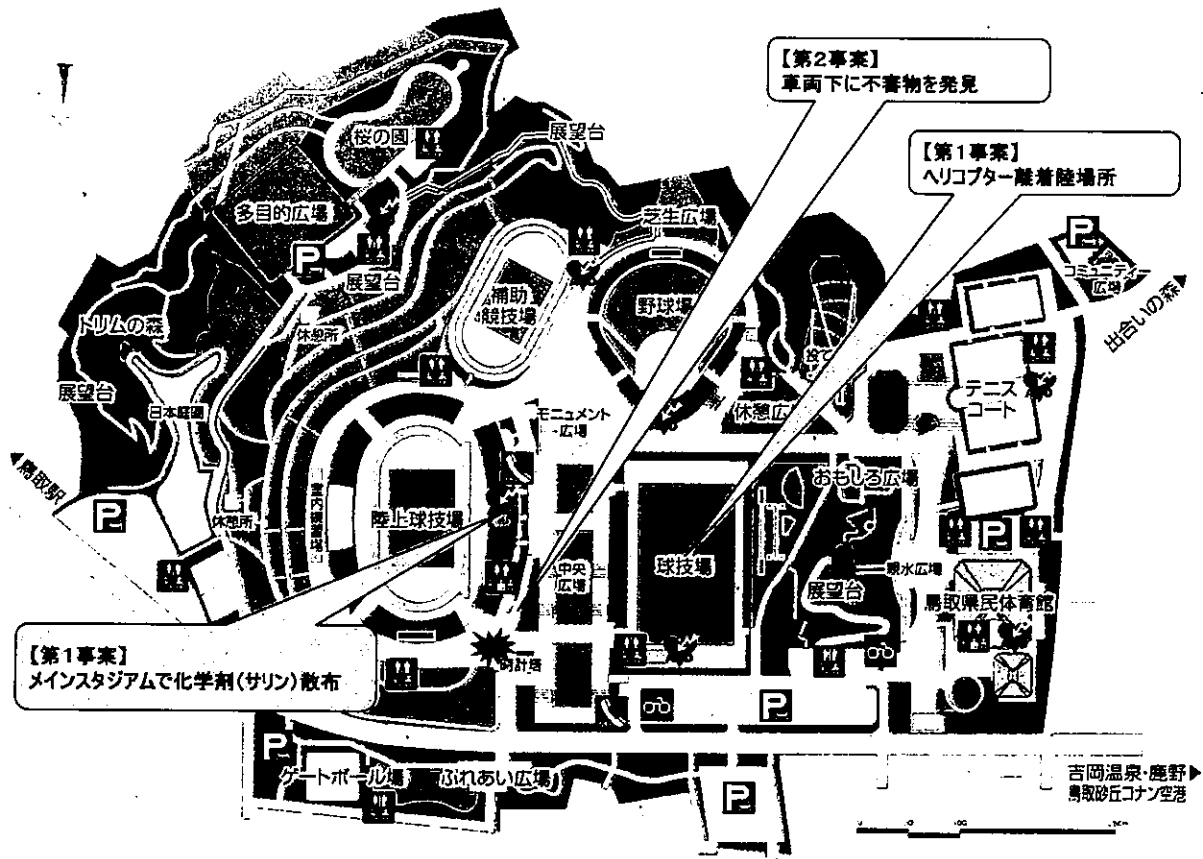 【第2事案】
車両下に不審物を発見
【第1事案】
ヘリコプター離着陸場所
桜の園
展望台
多目的広場
芝生広場
P
P
コミュニティ
広場
展望台
補助
競技場
野球場
出合いの森
トリムの森
休憩所
投て
展望台
日本庭園
モニュメント
広場
休憩広
テニス
コート
◀鳥取駅
おもしろ広場
P
休憩所
陸上球技場
P
中央
広場
球技場
親水広場
展望台
鳥取県民体育館
【第1事案】
メインスタジアムで化学剤(サリン)散布
時計塔
P
P
ゲートボール場
ふれあい広場
P
吉岡温泉・鹿野▶
鳥取砂丘コナン空港